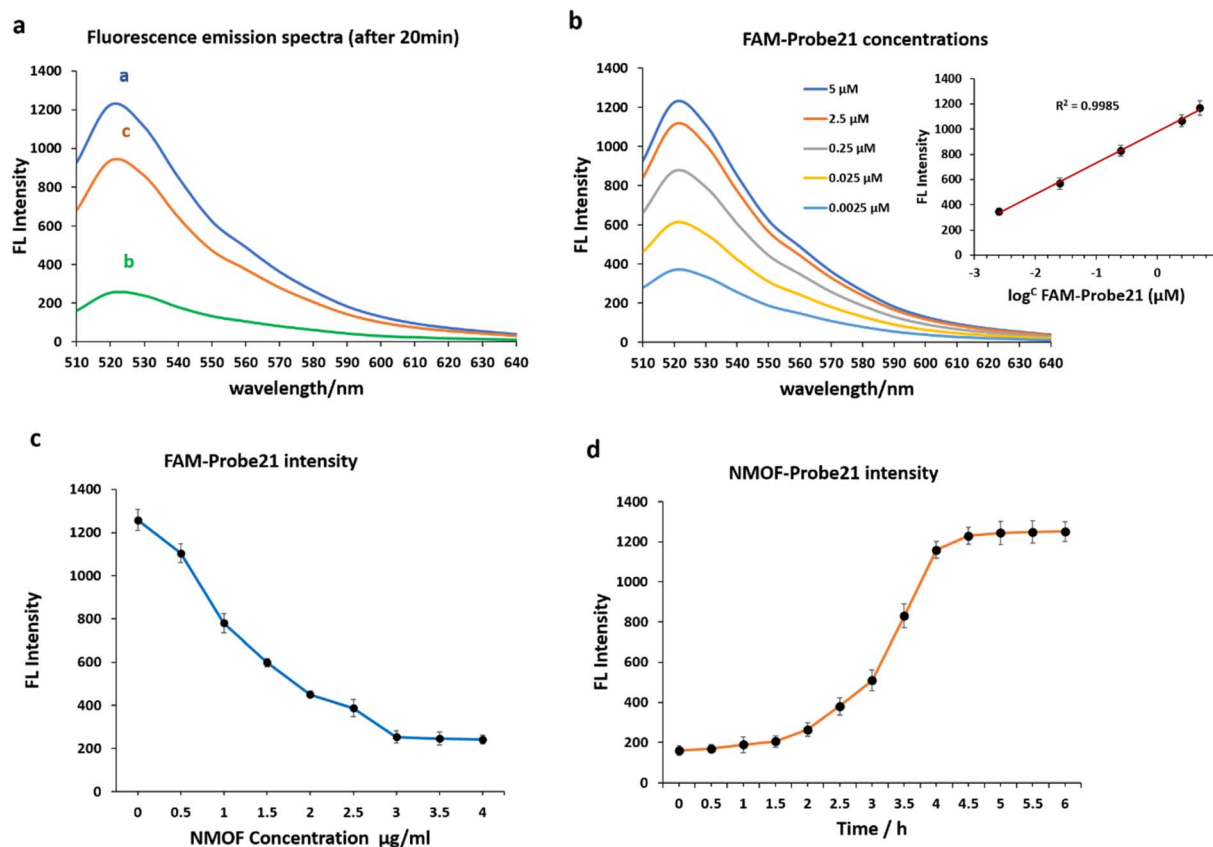 a
Fluorescence emission spectra (after 20min)
1400
1200
1000
800
600
400
200
0
FL Intensity
a
c
b
510 520 530 540 550 560 570 580 590 600 610 620 630 640
wavelength/nm
b
FAM-Probe21 concentrations
1400
1200
1000
800
600
400
200
0
FL Intensity
5 µM
2.5 µM
0.25 µM
0.025 µM
0.0025 µM
510 520 530 540 550 560 570 580 590 600 610 620 630 640
wavelength/nm
1400
1200
1000
800
600
400
200
0
FL Intensity
R² = 0.9985
-3 -2 -1 0
logᶜ FAM-Probe21 (µM)
c
FAM-Probe21 intensity
1400
1200
1000
800
600
400
200
0
FL Intensity
0 0.5 1 1.5 2 2.5 3 3.5 4
NMOF Concentration µg/ml
d
NMOF-Probe21 intensity
1400
1200
1000
800
600
400
200
0
FL Intensity
0 0.5 1 1.5 2 2.5 3 3.5 4 4.5 5 5.5 6
Time / h